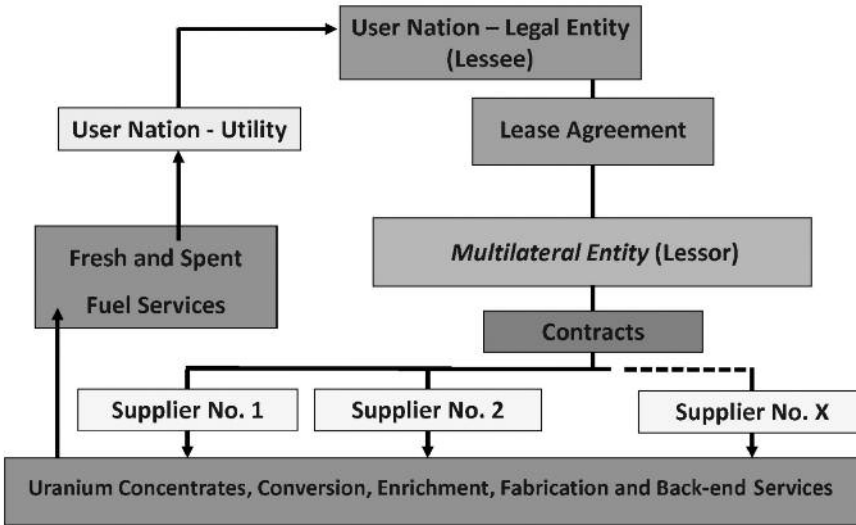 User Nation – Legal Entity
(Lessee)
User Nation - Utility
Lease Agreement
Fresh and Spent
Fuel Services
Multilateral Entity (Lessor)
Contracts
Supplier No. 1
Supplier No. 2
Supplier No. X
Uranium Concentrates, Conversion, Enrichment, Fabrication and Back-end Services